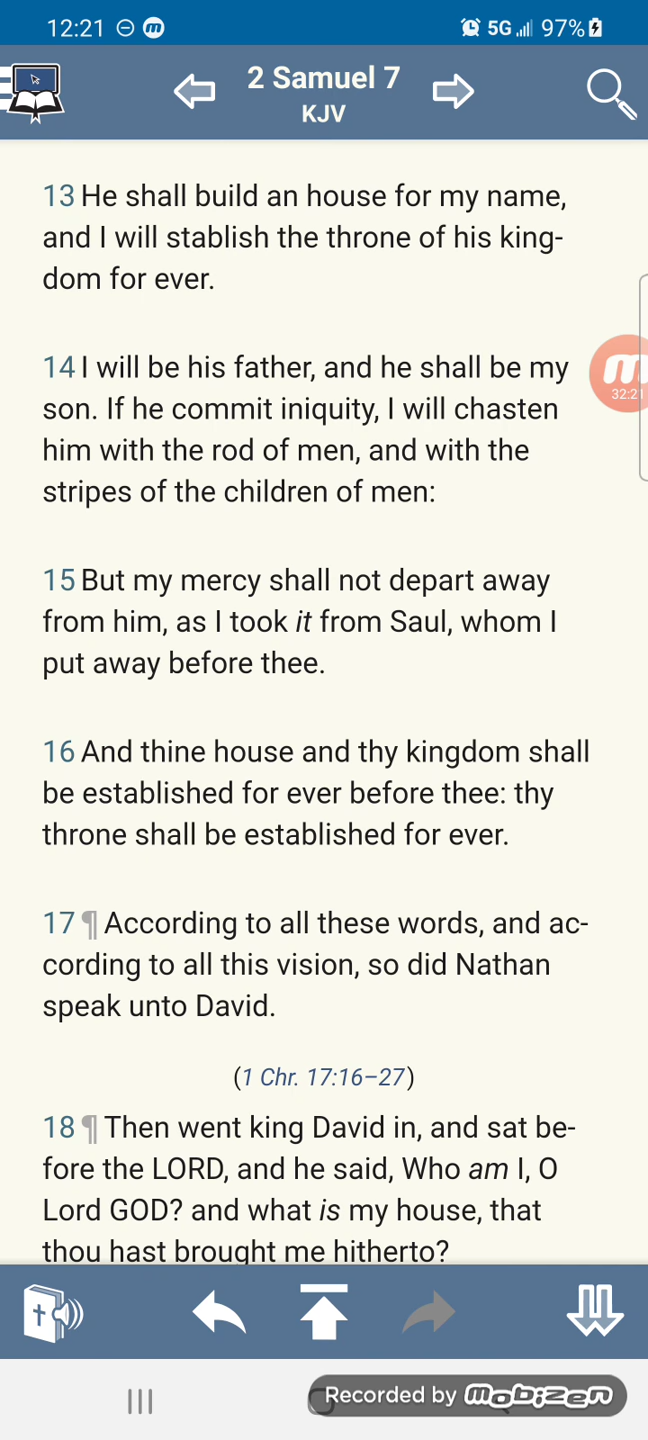 12:21 m 5G 97%
2 Samuel 7
KJV
13 He shall build an house for my name,
and I will stablish the throne of his king-
dom for ever.
14 I will be his father, and he shall be my
son. If he commit iniquity, I will chasten
him with the rod of men, and with the
stripes of the children of men:
15 But my mercy shall not depart away
from him, as I took it from Saul, whom I
put away before thee.
16 And thine house and thy kingdom shall
be established for ever before thee: thy
throne shall be established for ever.
17 ¶ According to all these words, and ac-
cording to all this vision, so did Nathan
speak unto David.
(1 Chr. 17:16–27)
18 ¶ Then went king David in, and sat be-
fore the LORD, and he said, Who am I, O
Lord GOD? and what is my house, that
thou hast brought me hitherto?
m
32:21
Recorded by mobizen